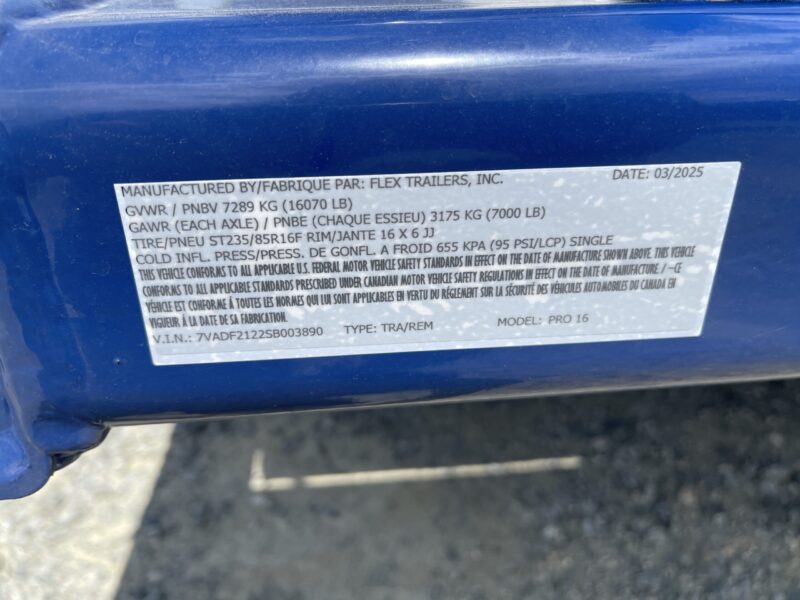 MANUFACTURED BY/FABRIQUE PAR: FLEX TRAILERS, INC. DATE: 03/2025
GVWR / PNBV 7289 KG (16070 LB)
GAWR (EACH AXLE) / PNBE (CHAQUE ESSIEU) 3175 KG (7000 LB)
TIRE/PNEU ST235/85R16F RIM/JANTE 16 X 6 JJ
COLD INFL. PRESS/PRESS. DE GONFL. A FROID 655 KPA (95 PSI/LCP) SINGLE
THIS VEHICLE CONFORMS TO ALL APPLICABLE U.S. FEDERAL MOTOR VEHICLE SAFETY STANDARDS IN EFFECT ON THE DATE OF MANUFACTURE SHOWN ABOVE. THIS VEHICLE
CONFORMS TO ALL APPLICABLE STANDARDS PRESCRIBED UNDER CANADIAN MOTOR VEHICLE SAFETY REGULATIONS IN EFFECT ON THE DATE OF MANUFACTURE / -CE
VÉHICLE EST CONFORME Á TOUTES LES NORMES QUI LUI SONT APPLICABLES EN VERTU DU RÉGLEMENT SUR LA SÉCURITÉ DES VÉHICULES AUTOMOBILES DU CANADA EN
VIGUEUR Á LA DATE DE SA FABRICATION.
V.I.N.: 7VADF2122SB003890 TYPE: TRA/REM MODEL: PRO 16